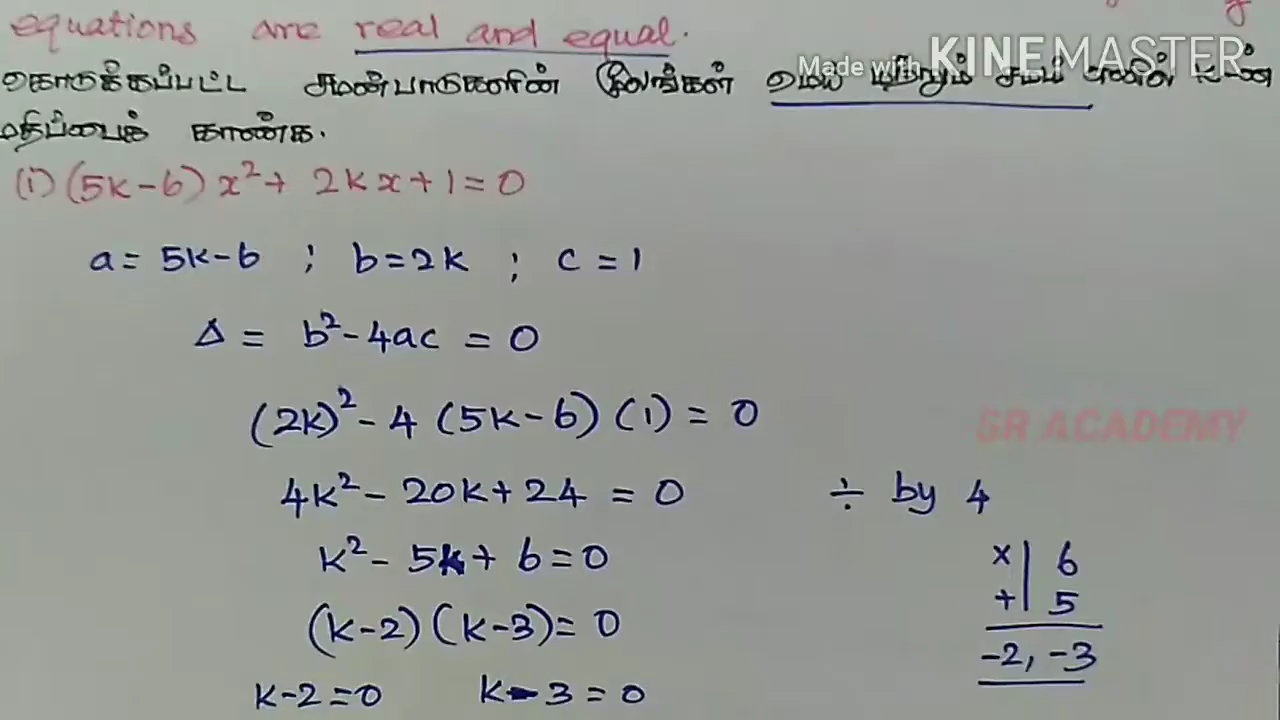 equations are real and equal.
Made with KINEMASTER
கொடுக்கப்பட்ட சமன்பாடுகளின் மூலங்கள்
மதிப்பைக் காண்க.
(i) (5k-6) x² + 2kx + 1 = 0
a = 5k-6 ; b = 2k ; c = 1
Δ = b² - 4ac = 0
(2k)² - 4 (5k-6) (1) = 0
GR ACADEMY
4k² - 20k + 24 = 0 ÷ by 4
k² - 5k + 6 = 0
x | 6
+ | 5
(k-2) (k-3) = 0
-2, -3
k-2 = 0 k-3 = 0